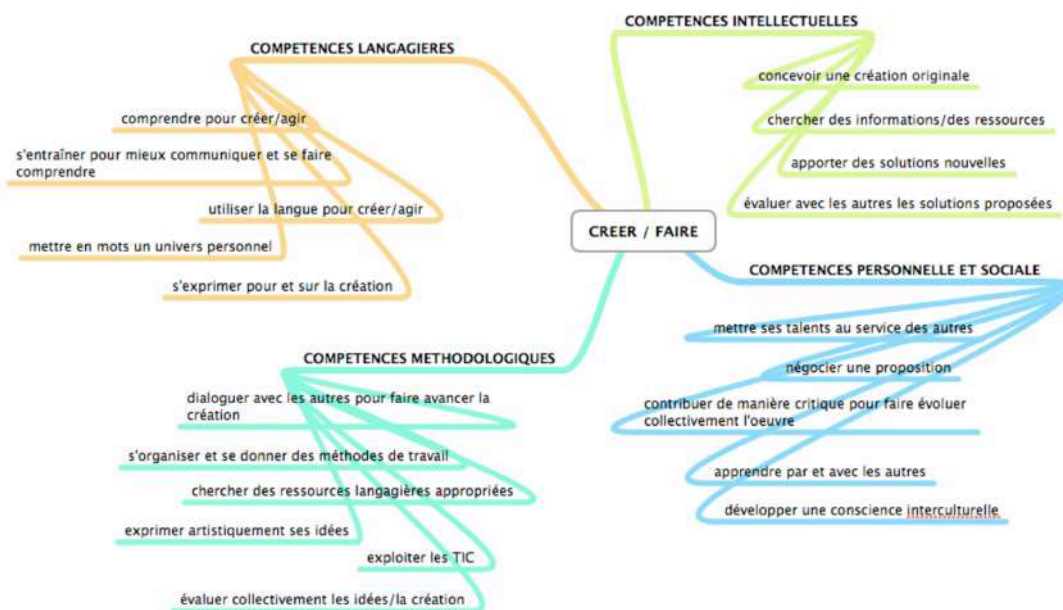 COMPETENCES LANGAGIERES
comprendre pour créer/agir
s'entraîner pour mieux communiquer et se faire
comprendre
utiliser la langue pour créer/agir
mettre en mots un univers personnel
s'exprimer pour et sur la création
COMPETENCES INTELLECTUELLES
concevoir une création originale
chercher des informations/des ressources
apporter des solutions nouvelles
évaluer avec les autres les solutions proposées
CREER / FAIRE
COMPETENCES PERSONNELLE ET SOCIALE
mettre ses talents au service des autres
négocier une proposition
contribuer de manière critique pour faire évoluer
collectivement l'oeuvre
apprendre par et avec les autres
développer une conscience interculturelle
COMPETENCES METHODOLOGIQUES
dialoguer avec les autres pour faire avancer la
création
s'organiser et se donner des méthodes de travail
chercher des ressources langagières appropriées
exprimer artistiquement ses idées
exploiter les TIC
évaluer collectivement les idées/la création